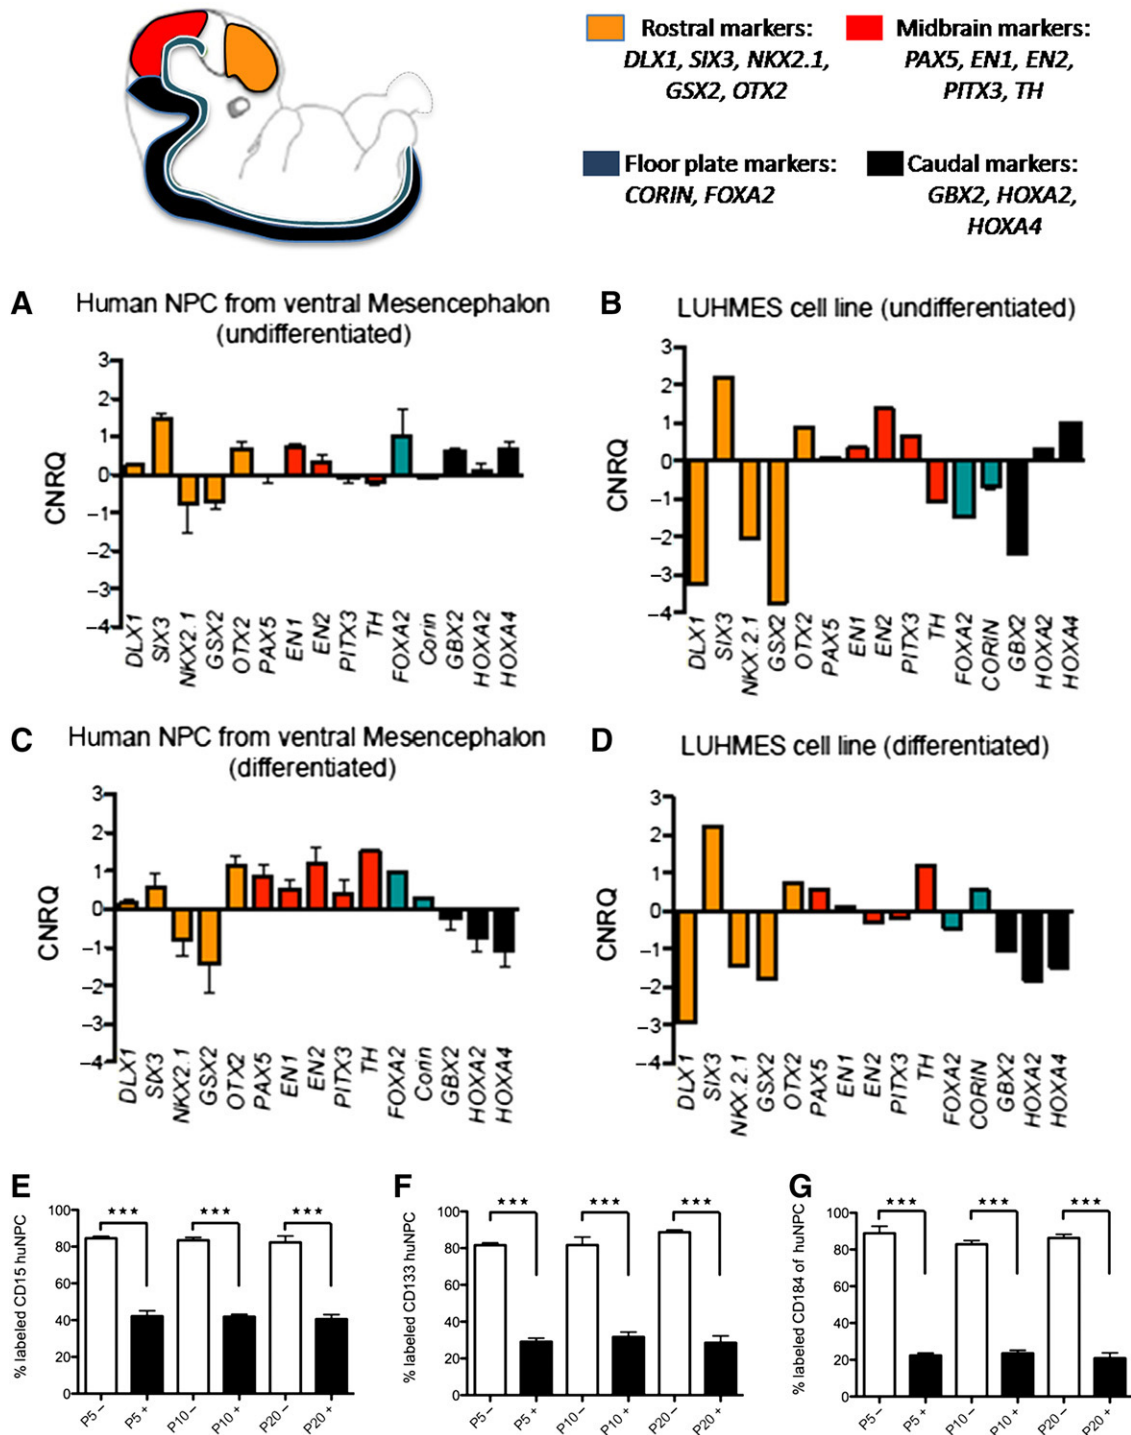 Rostral markers:
DLX1, SIX3, NKX2.1,
GSX2, OTX2
Midbrain markers:
PAX5, EN1, EN2,
PITX3, TH
Floor plate markers:
CORIN, FOXA2
Caudal markers:
GBX2, HOXA2,
HOXA4
A
Human NPC from ventral Mesencephalon
(undifferentiated)
CNRQ
3
2
1
0
–1
–2
–3
–4
DLX1
SIX3
NKX2.1
GSX2
OTX2
PAX5
EN1
EN2
PITX3
TH
FOXA2
Corin
GBX2
HOXA2
HOXA4
B
LUHMES cell line (undifferentiated)
CNRQ
3
2
1
0
–1
–2
–3
–4
DLX1
SIX3
NKX.2.1
GSX2
OTX2
PAX5
EN1
EN2
PITX3
TH
FOXA2
CORIN
GBX2
HOXA2
HOXA4
C
Human NPC from ventral Mesencephalon
(differentiated)
CNRQ
3
2
1
0
–1
–2
–3
–4
DLX1
SIX3
NKX2.1
GSX2
OTX2
PAX5
EN1
EN2
PITX3
TH
FOXA2
Corin
GBX2
HOXA2
HOXA4
D
LUHMES cell line (differentiated)
CNRQ
3
2
1
0
–1
–2
–3
–4
DLX1
SIX3
NKX.2.1
GSX2
OTX2
PAX5
EN1
EN2
PITX3
TH
FOXA2
CORIN
GBX2
HOXA2
HOXA4
E
% labeled CD15 huNPC
100
80
60
40
20
0
★★★
★★★
★★★
P5 –
P5 +
P10 –
P10 +
P20 –
P20 +
F
% labeled CD133 huNPC
100
80
60
40
20
0
★★★
★★★
★★★
P5 –
P5 +
P10 –
P10 +
P20 –
P20 +
G
% labeled CD184 of huNPC
100
80
60
40
20
0
★★★
★★★
★★★
P5 –
P5 +
P10 –
P10 +
P20 –
P20 +